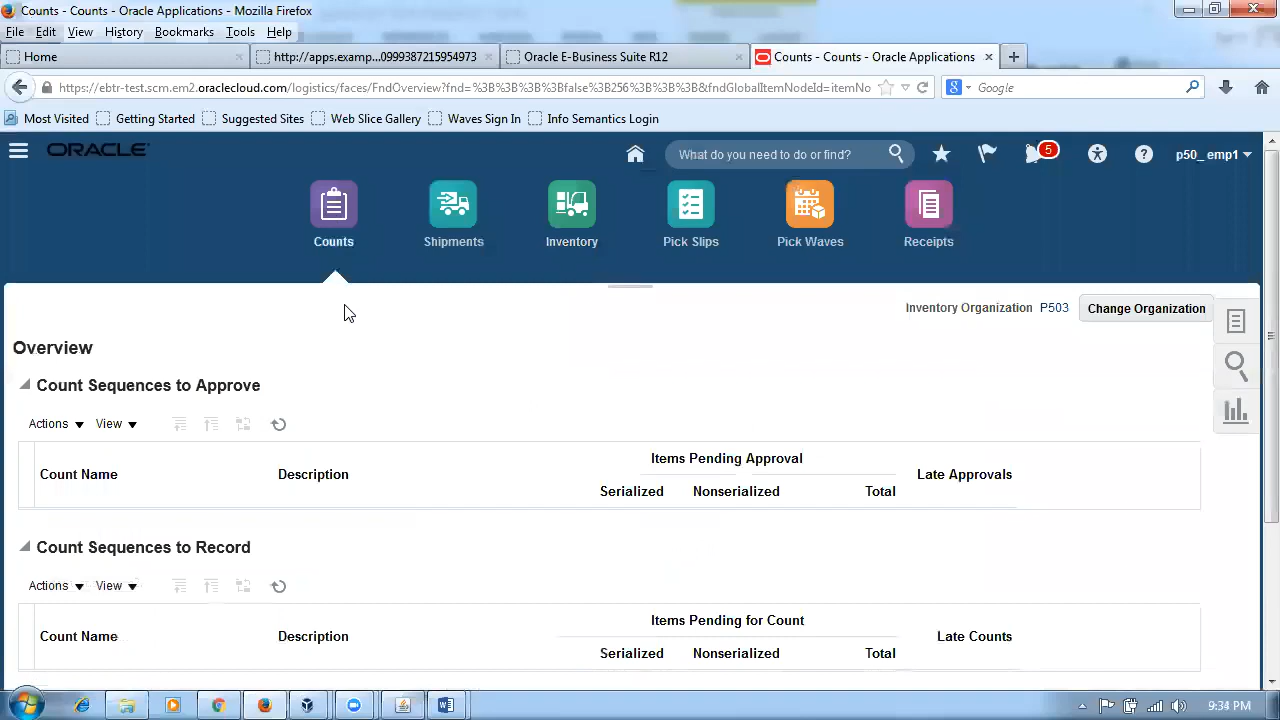 Counts - Counts - Oracle Applications - Mozilla Firefox
File Edit View History Bookmarks Tools Help
Home http://apps.examp...0999387215954973 Oracle E-Business Suite R12 Counts - Counts - Oracle Applications
https://ebtr-test.scm.em2.oraclecloud.com/logistics/faces/FndOverview?fnd=%3B%3B%3B%3Bfalse%3B256%3B%3B%3B&fndGlobalItemNodeId=itemNo Google
Most Visited Getting Started Suggested Sites Web Slice Gallery Waves Sign In Info Semantics Login
ORACLE What do you need to do or find? 5 p50_emp1
Counts Shipments Inventory Pick Slips Pick Waves Receipts
Inventory Organization P503 Change Organization
Overview
Count Sequences to Approve
Actions View
Items Pending Approval
Count Name Description Late Approvals
Serialized Nonserialized Total
Count Sequences to Record
Actions View
Items Pending for Count
Count Name Description Late Counts
Serialized Nonserialized Total
9:34 PM